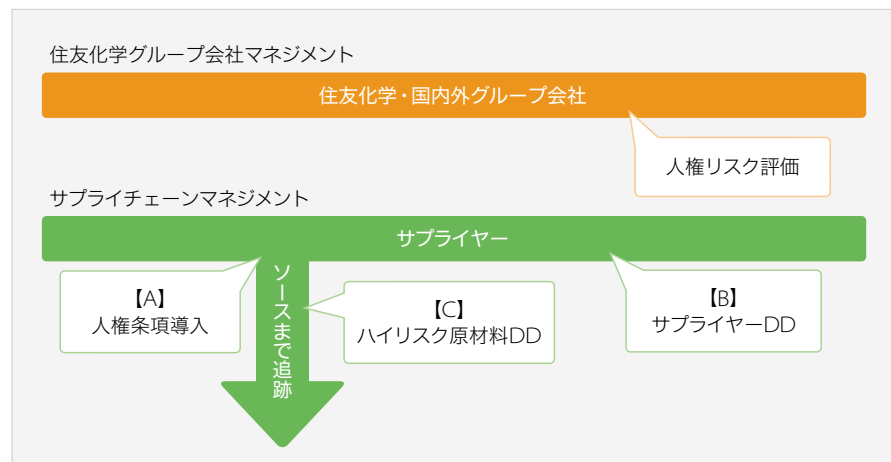 住友化学グループ会社マネジメント
住友化学・国内外グループ会社
人権リスク評価
サプライチェーンマネジメント
サプライヤー
【A】
人権条項導入
ソースまで追跡
【C】
ハイリスク原材料DD
【B】
サプライヤーDD